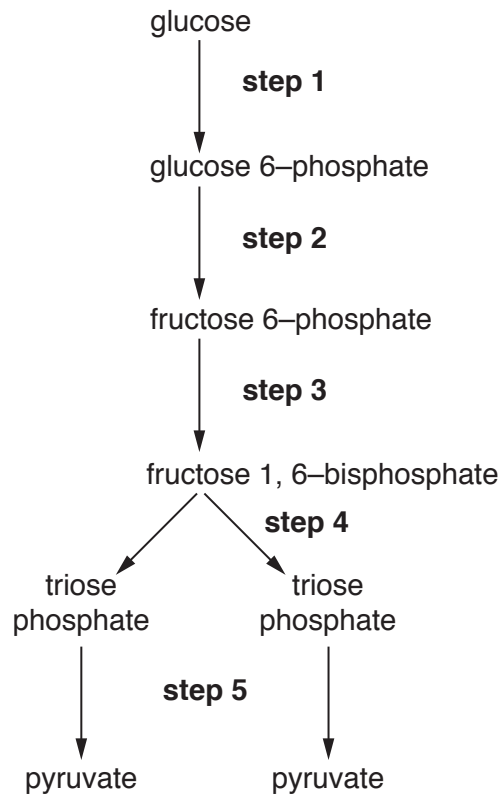 glucose
step 1
glucose 6–phosphate
step 2
fructose 6–phosphate
step 3
fructose 1, 6–bisphosphate
step 4
triose
phosphate
triose
phosphate
step 5
pyruvate
pyruvate